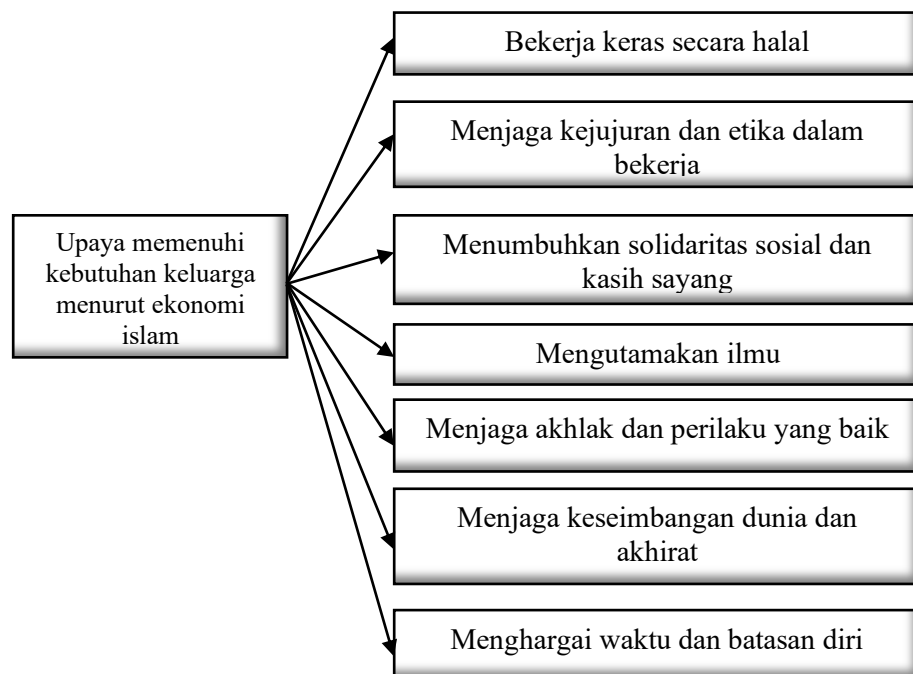 Bekerja keras secara halal
Menjaga kejujuran dan etika dalam
bekerja
Upaya memenuhi
kebutuhan keluarga
menurut ekonomi
islam
Menumbuhkan solidaritas sosial dan
kasih sayang
Mengutamakan ilmu
Menjaga akhlak dan perilaku yang baik
Menjaga keseimbangan dunia dan
akhirat
Menghargai waktu dan batasan diri